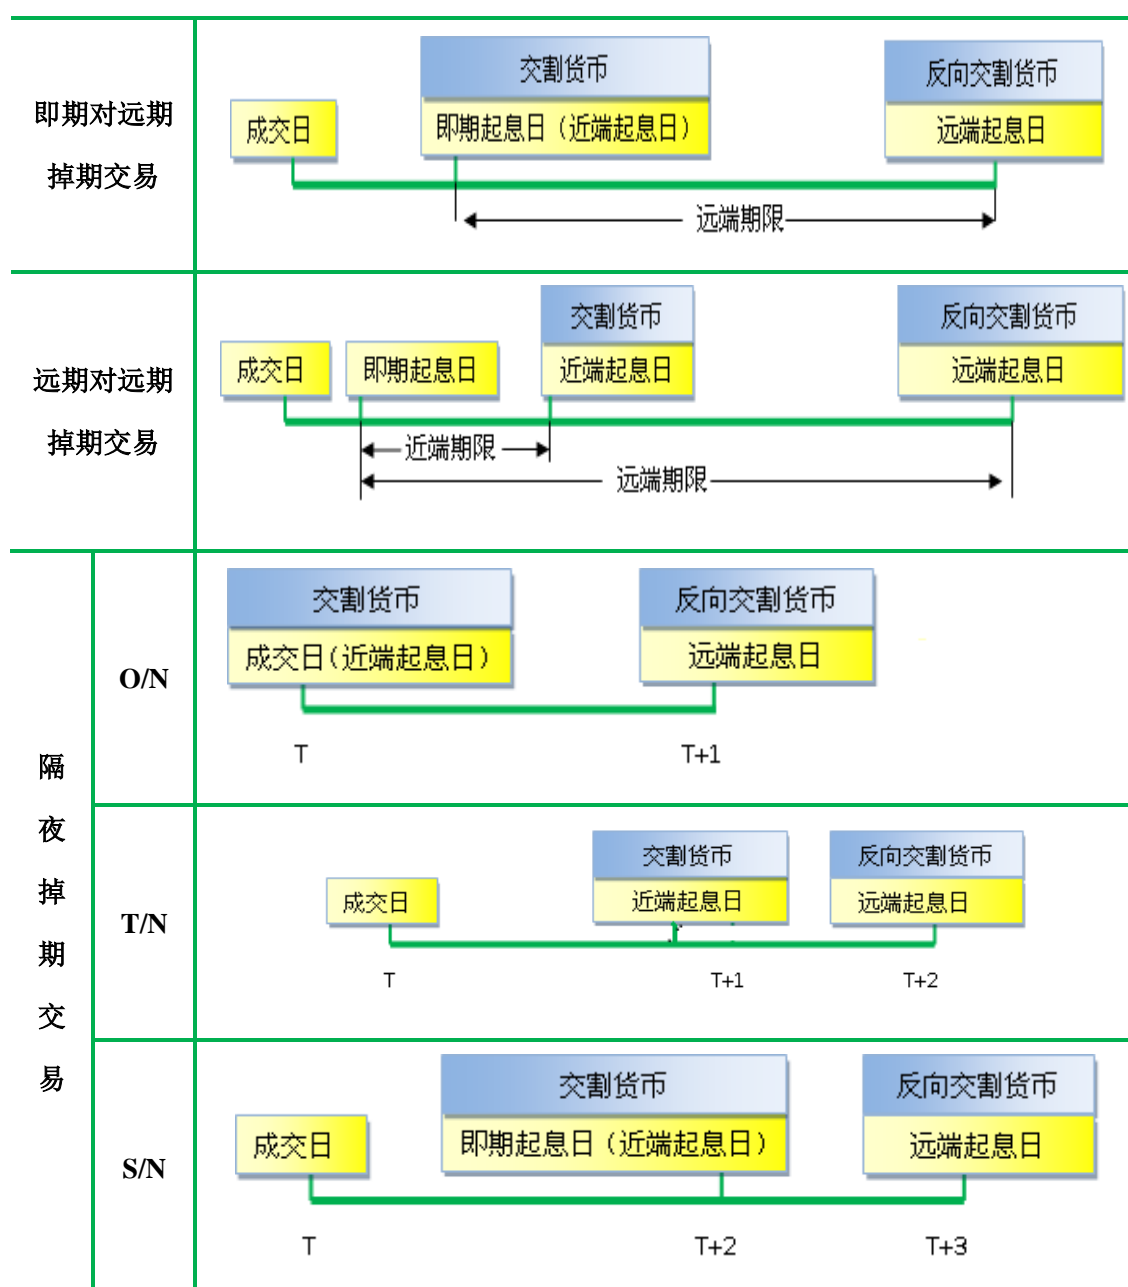 即期对远期
掉期交易
成交日
交割货币
即期起息日（近端起息日）
反向交割货币
远端起息日
远端期限
远期对远期
掉期交易
成交日
即期起息日
交割货币
近端起息日
反向交割货币
远端起息日
近端期限
远端期限
隔
夜
掉
期
交
易
O/N
交割货币
成交日（近端起息日）
反向交割货币
远端起息日
T
T+1
T/N
成交日
交割货币
近端起息日
反向交割货币
远端起息日
T
T+1
T+2
S/N
成交日
交割货币
即期起息日（近端起息日）
反向交割货币
远端起息日
T
T+2
T+3